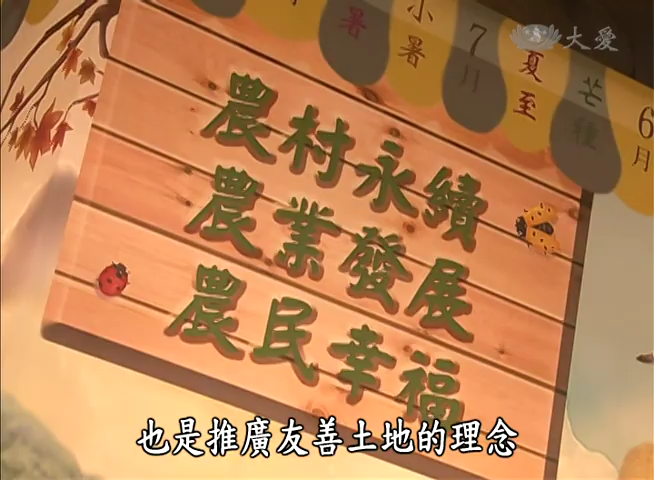 大愛
小暑 7月 夏至 芒種 6月
農村永續
農業發展
農民幸福
也是推廣友善土地的理念